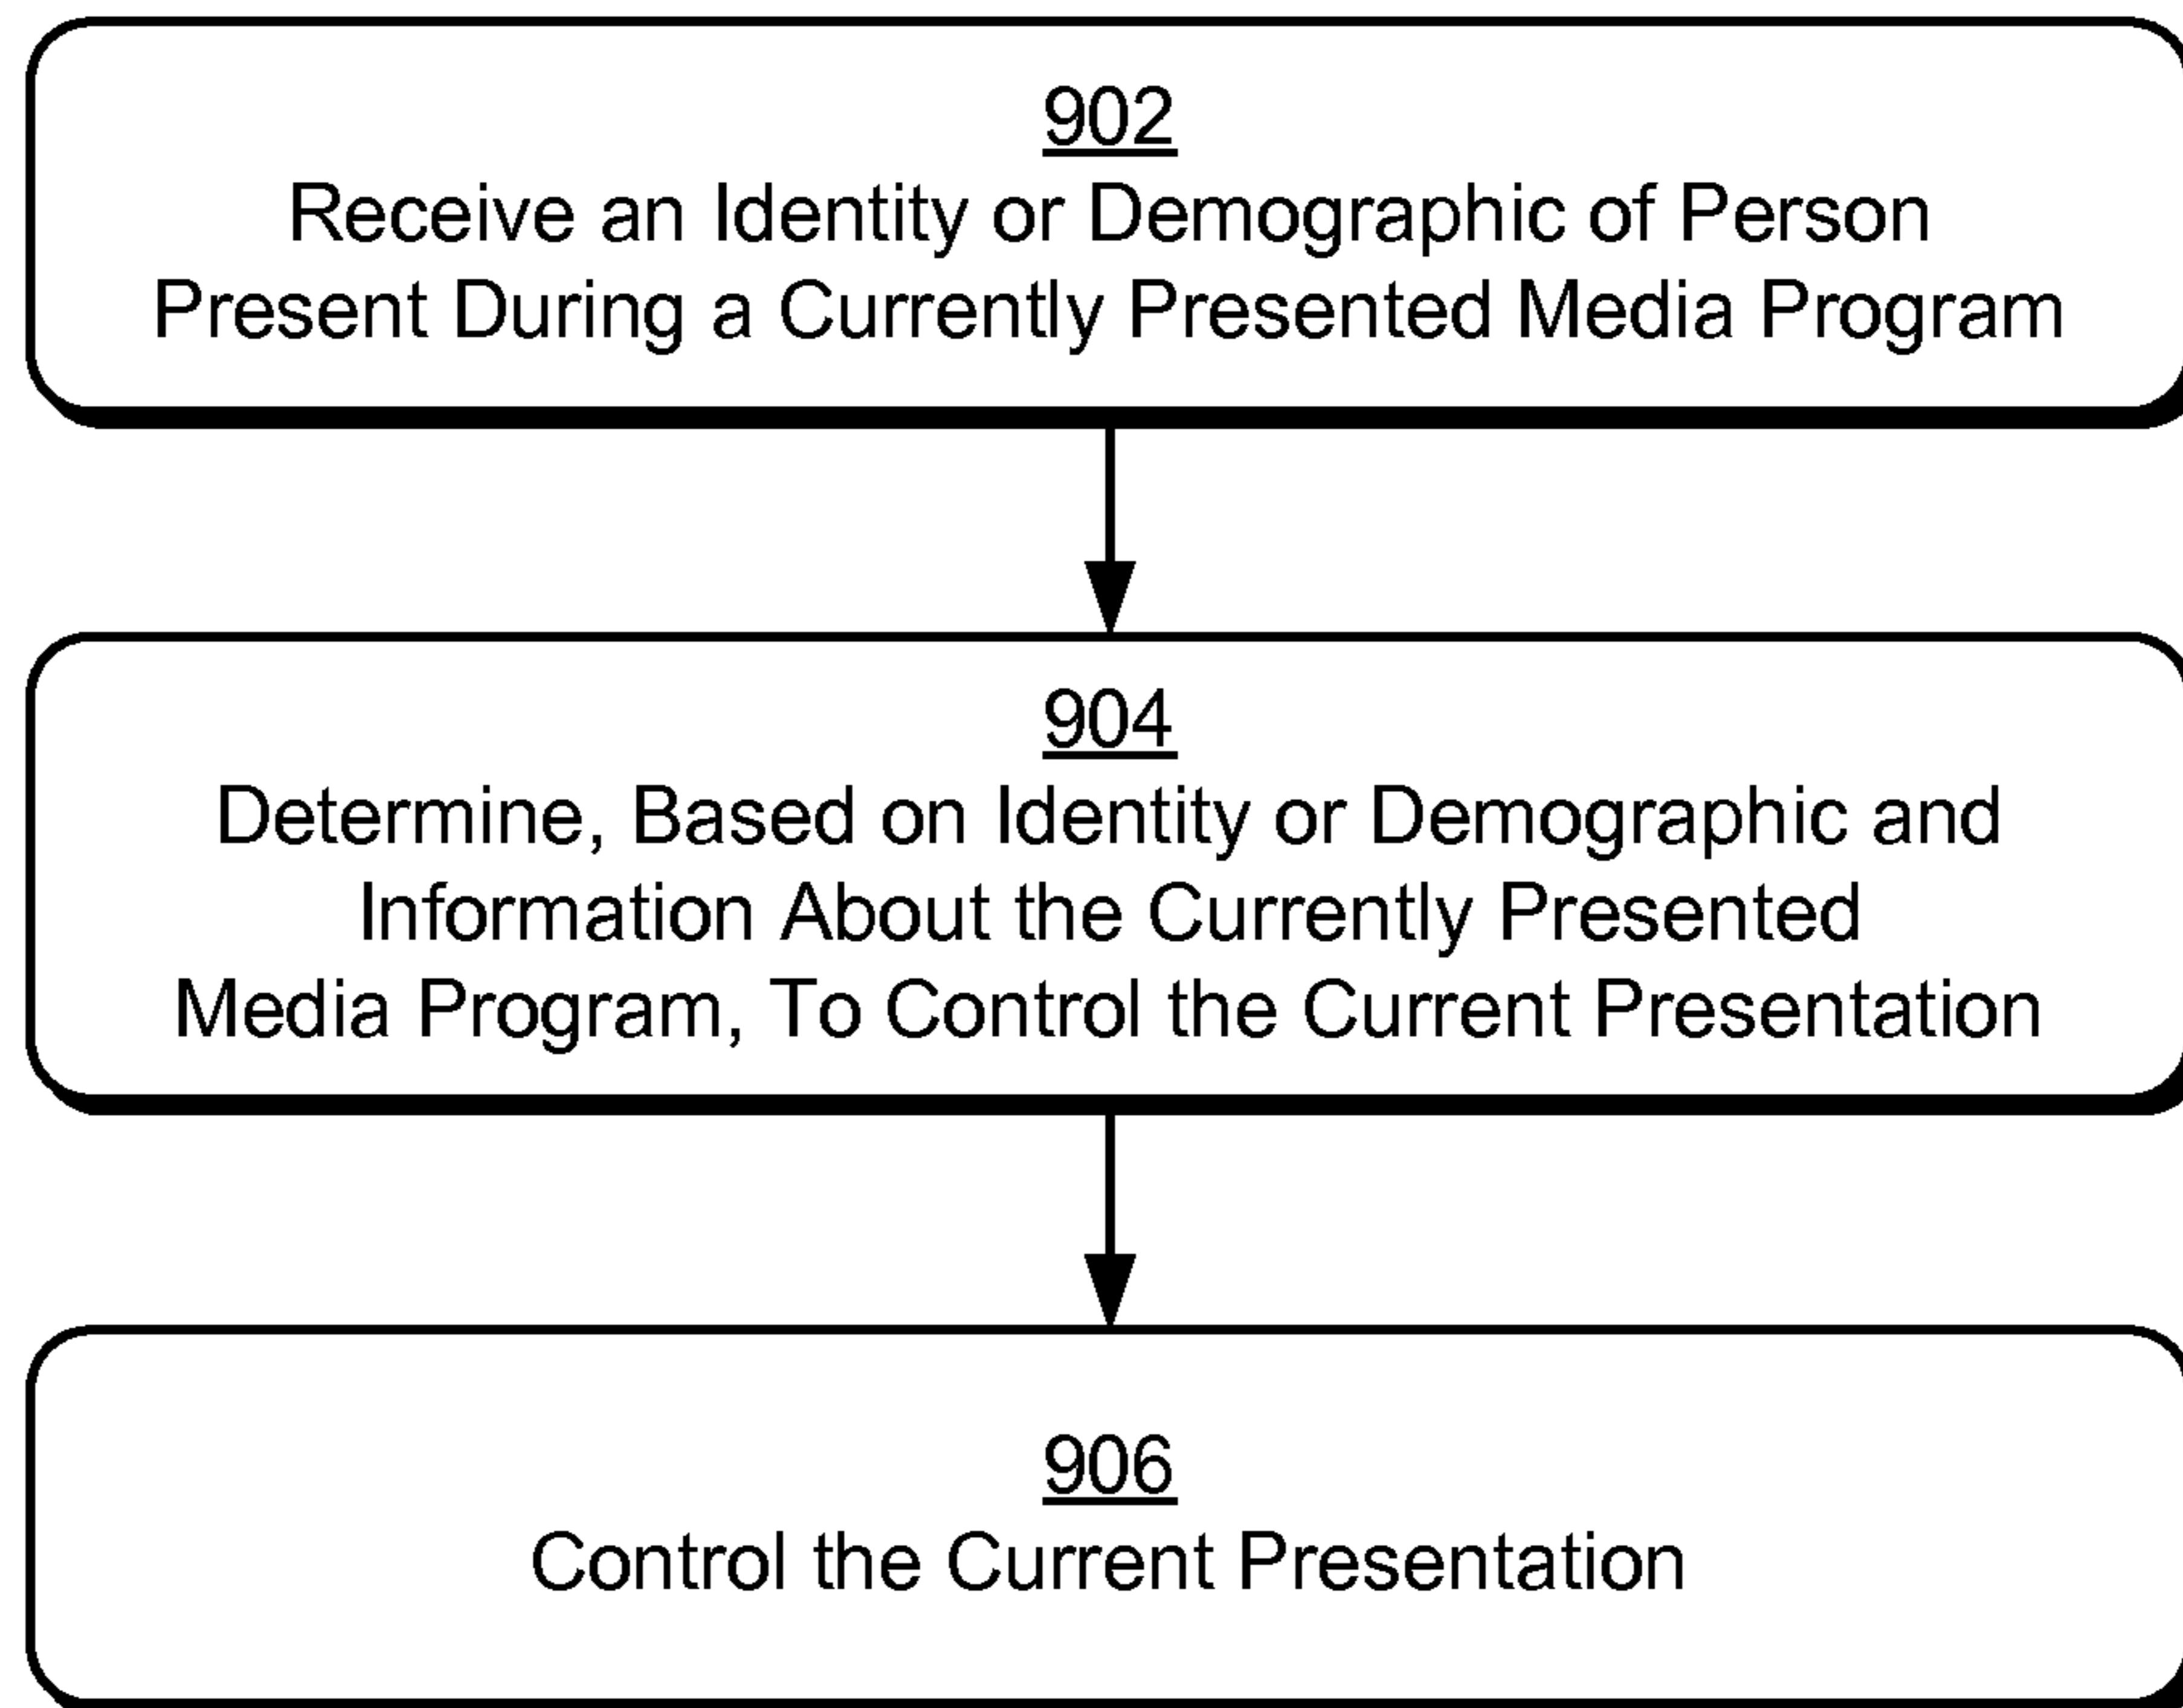 902
Receive an Identity or Demographic of Person
Present During a Currently Presented Media Program
904
Determine, Based on Identity or Demographic and
Information About the Currently Presented
Media Program, To Control the Current Presentation
906
Control the Current Presentation